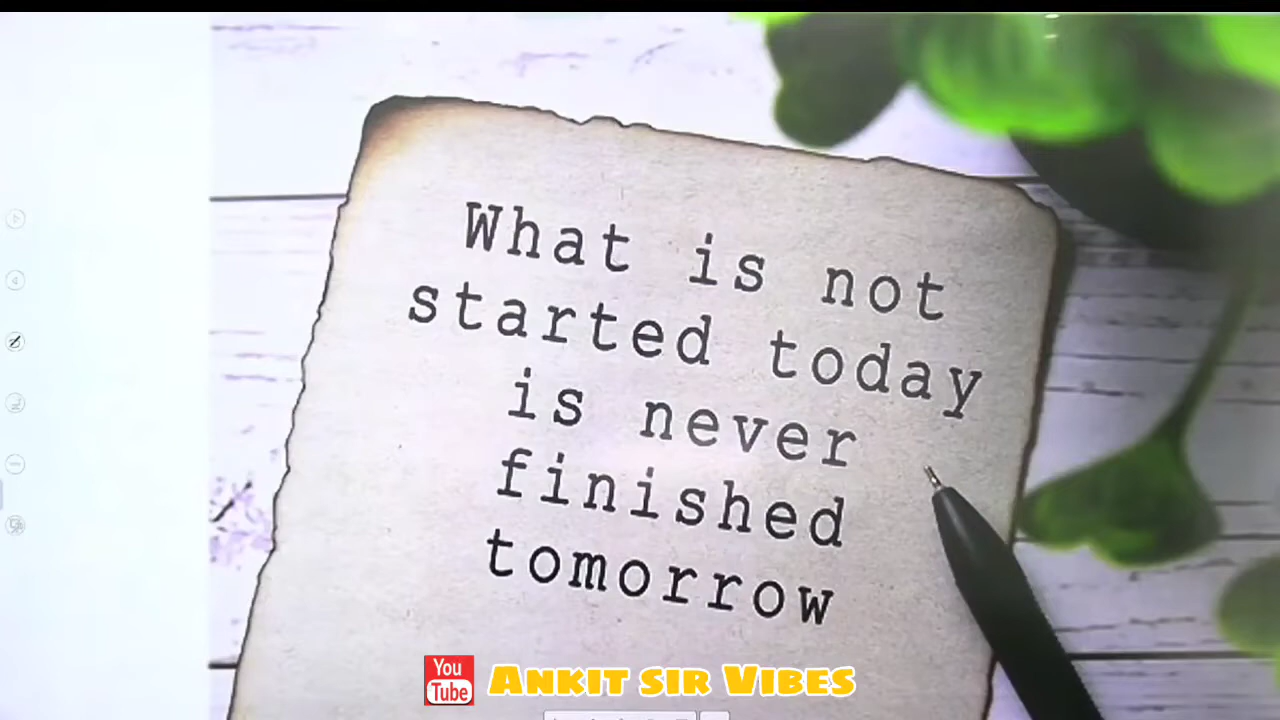 What is not
started today
is never
finished
tomorrow
You
Tube
Ankit sir Vibes